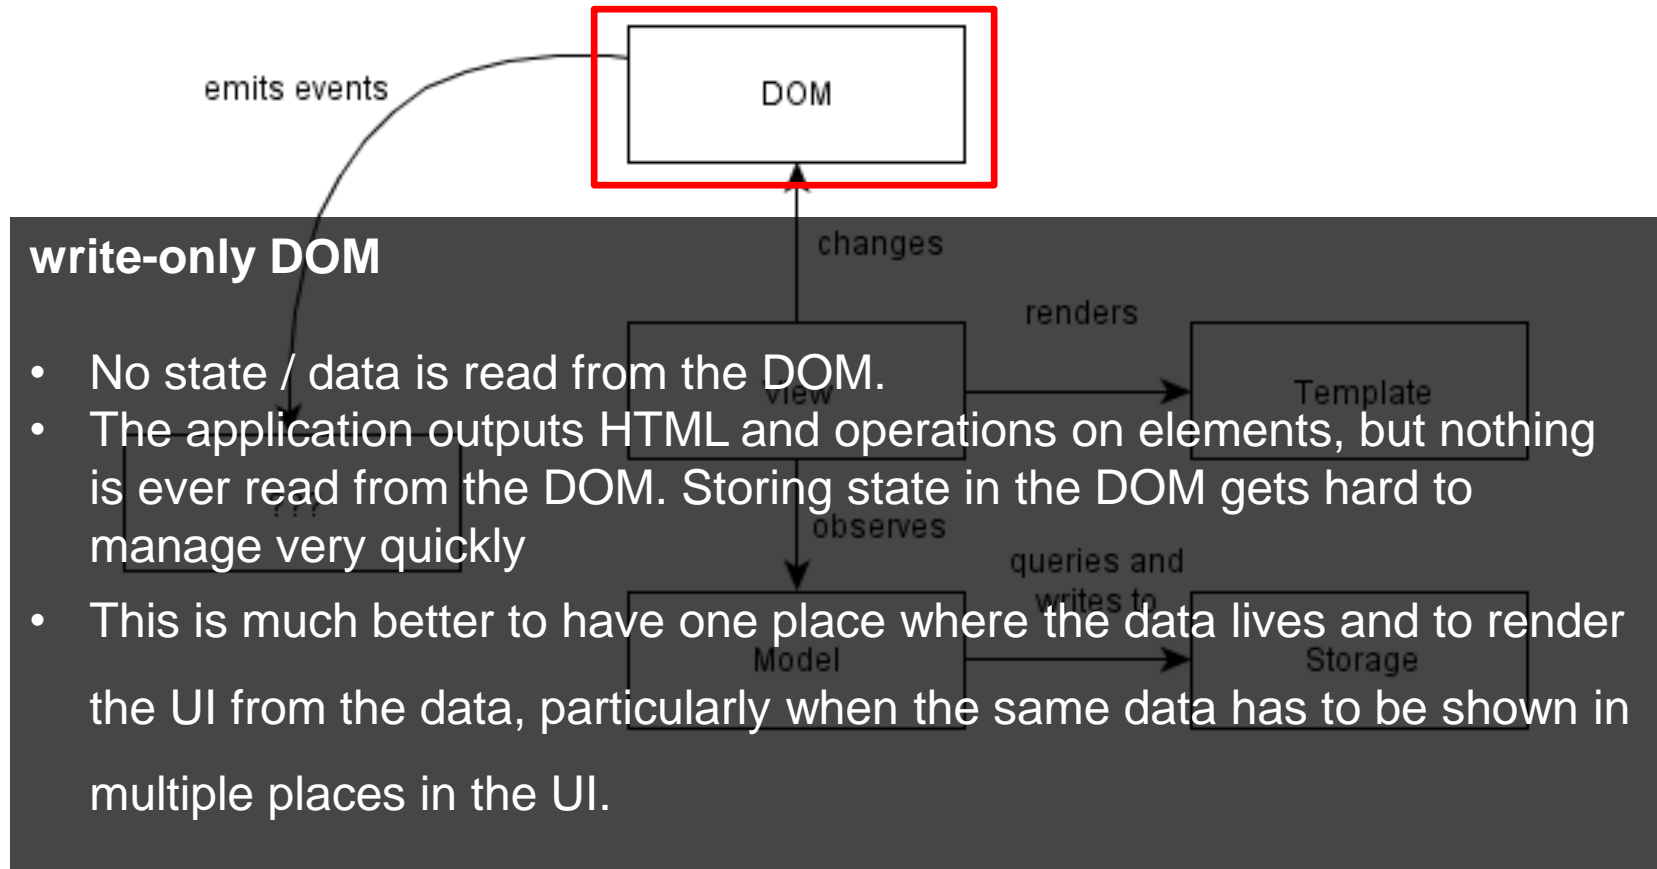 emits events
DOM
changes
write-only DOM
renders
• No state / data is read from the DOM.
View
Template
• The application outputs HTML and operations on elements, but nothing
is ever read from the DOM. Storing state in the DOM gets hard to
???
manage very quickly
observes
queries and
writes to
• This is much better to have one place where the data lives and to render
Model
Storage
the UI from the data, particularly when the same data has to be shown in
multiple places in the UI.